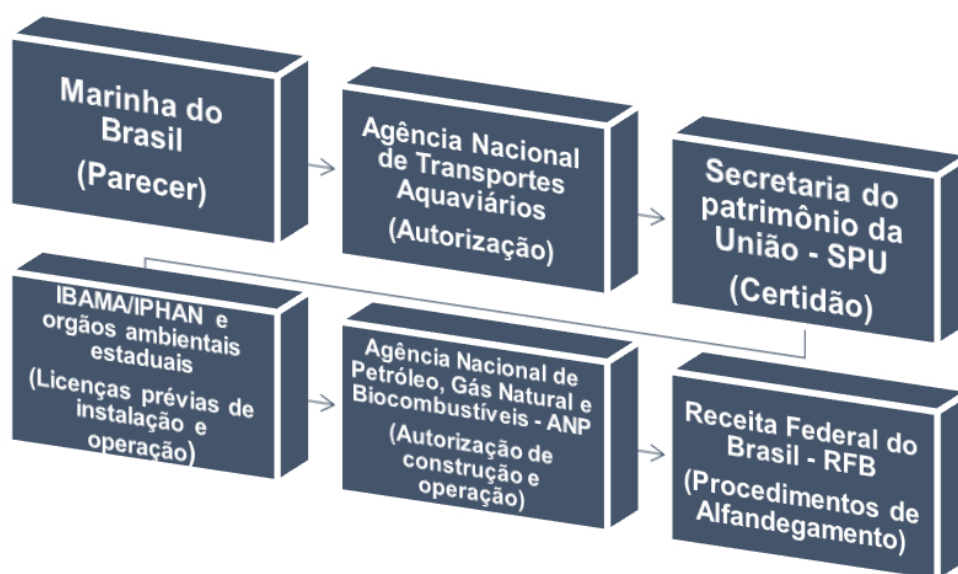 Marinha do
Brasil
(Parecer)
Agência Nacional
de Transportes
Aquaviários
(Autorização)
Secretaria do
patrimônio da
União - SPU
(Certidão)
IBAMA/IPHAN e
orgãos ambientais
estaduais
(Licenças prévias de
instalação e
operação)
Agência Nacional de
Petróleo, Gás Natural e
Biocombustíveis - ANP
(Autorização de
construção e
operação)
Receita Federal do
Brasil - RFB
(Procedimentos de
Alfandegamento)